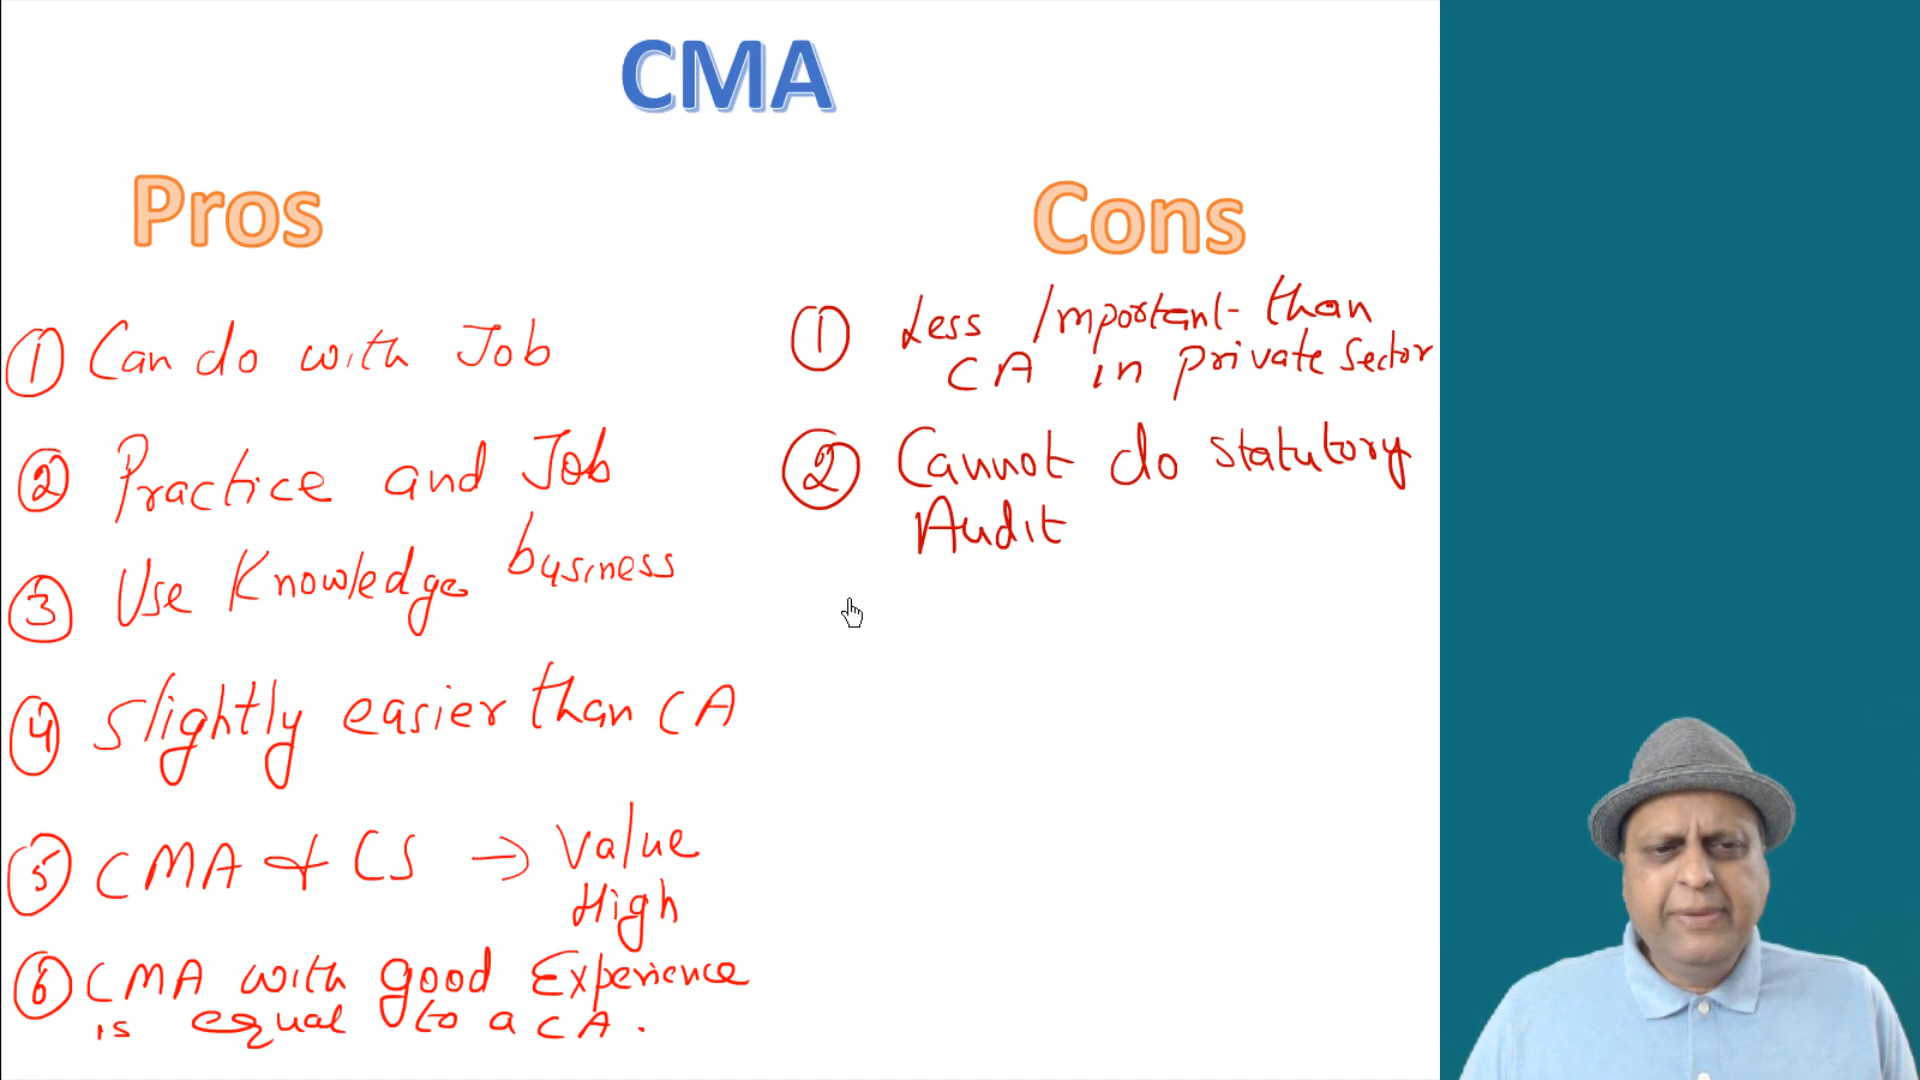 CMA
Pros
① Can do with Job
② Practice and Job
③ Use Knowledge business
④ Slightly easier than CA
⑤ CMA + CS → Value
High
⑥ CMA with good Experience
is equal to a CA.
Cons
① Less Important than
CA in private Sector
② Cannot do statutory
Audit